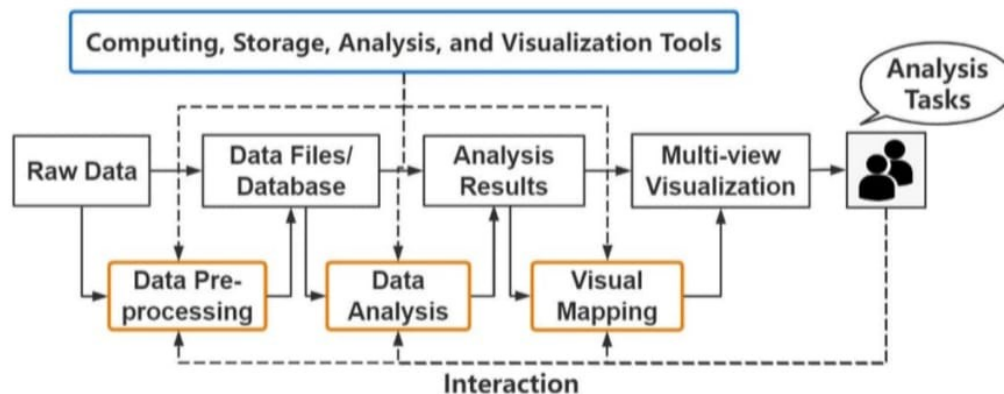 Computing, Storage, Analysis, and Visualization Tools
Analysis
Tasks
Raw Data
Data Files/
Database
Analysis
Results
Multi-view
Visualization
Data Pre-
processing
Data
Analysis
Visual
Mapping
Interaction